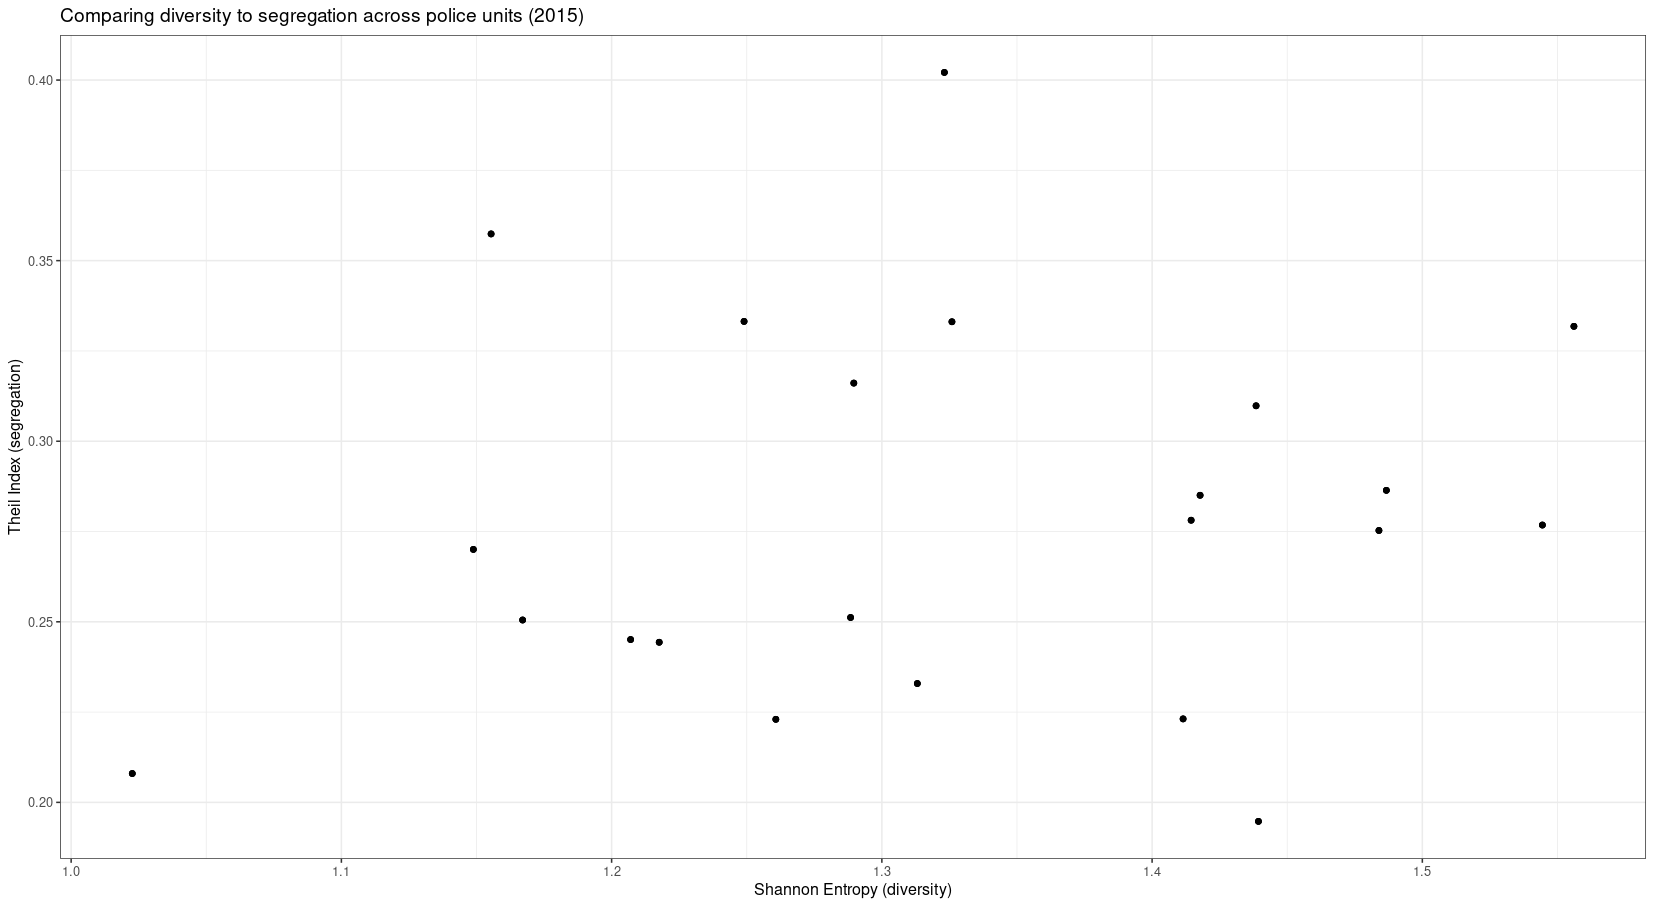 Comparing diversity to segregation across police units (2015)
Theil Index (segregation)
0.40
0.35
0.30
0.25
0.20
1.0 1.1 1.2 1.3 1.4 1.5
Shannon Entropy (diversity)